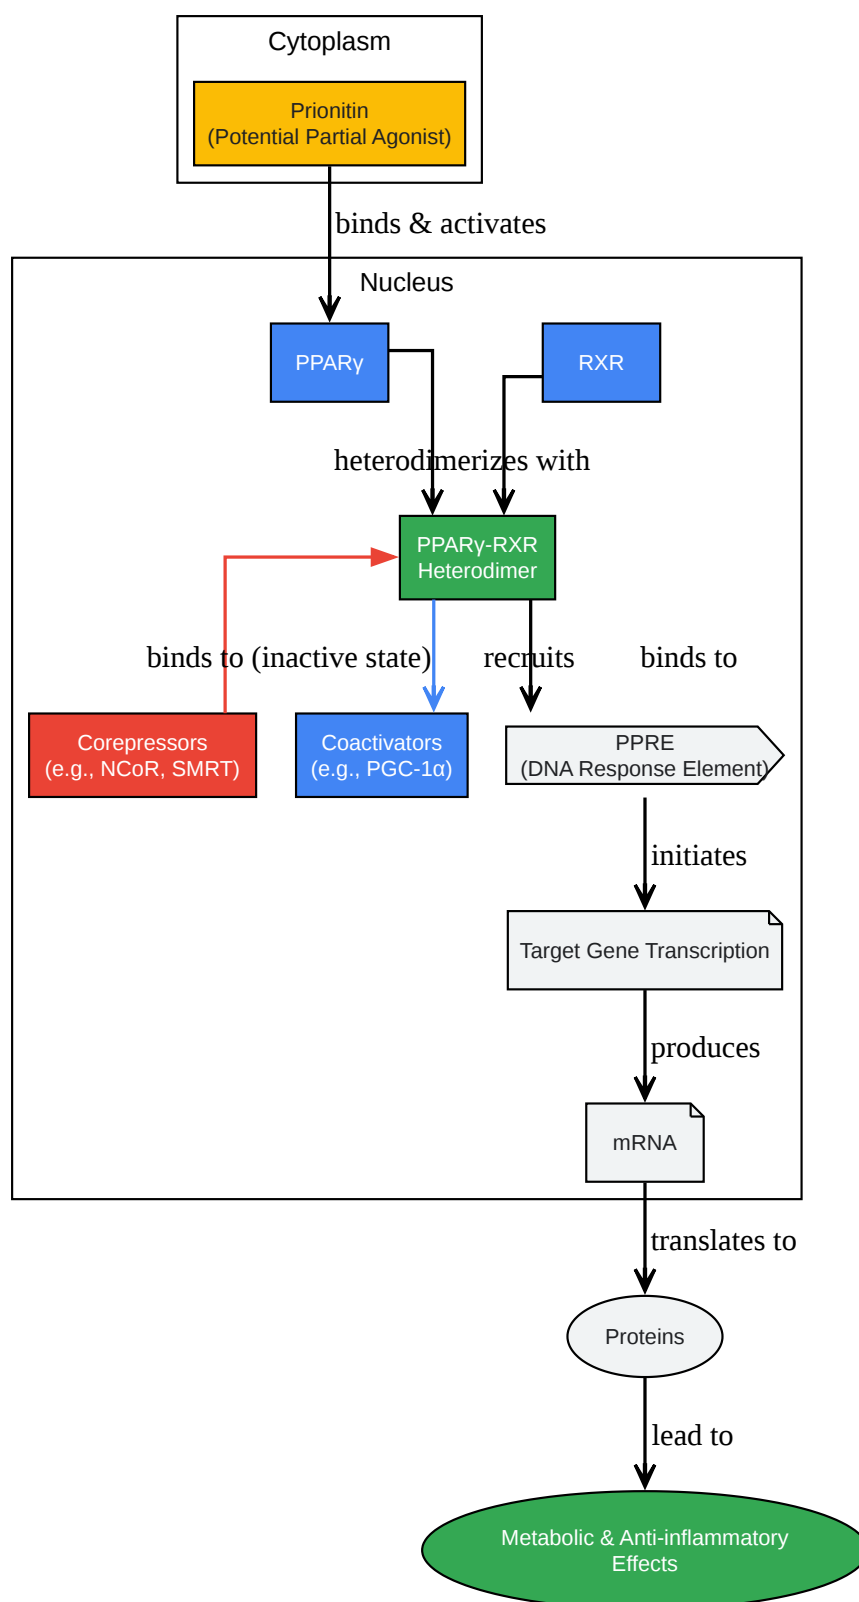 Cytoplasm
Prionitin
(Potential Partial Agonist)
binds & activates
Nucleus
PPARγ
RXR
heterodimerizes with
PPARγ-RXR
Heterodimer
binds to (inactive state)
recruits
binds to
Corepressors
(e.g., NCoR, SMRT)
Coactivators
(e.g., PGC-1α)
PPRE
(DNA Response Element)
initiates
Target Gene Transcription
produces
mRNA
translates to
Proteins
lead to
Metabolic & Anti-inflammatory
Effects